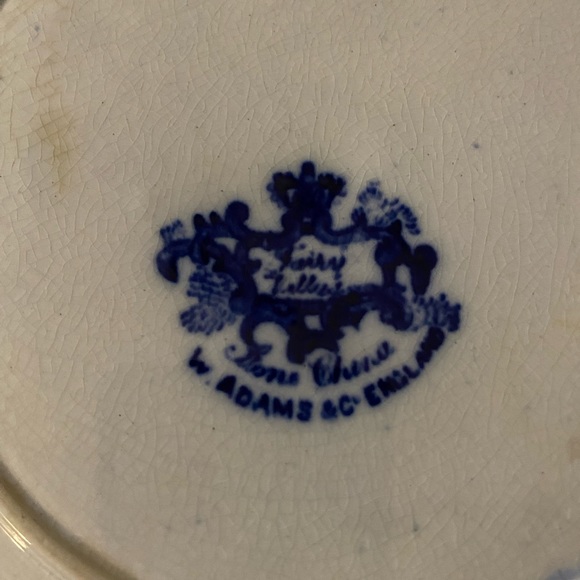 Fairy
Villas
Stone China
W. ADAMS & Co ENGLAND